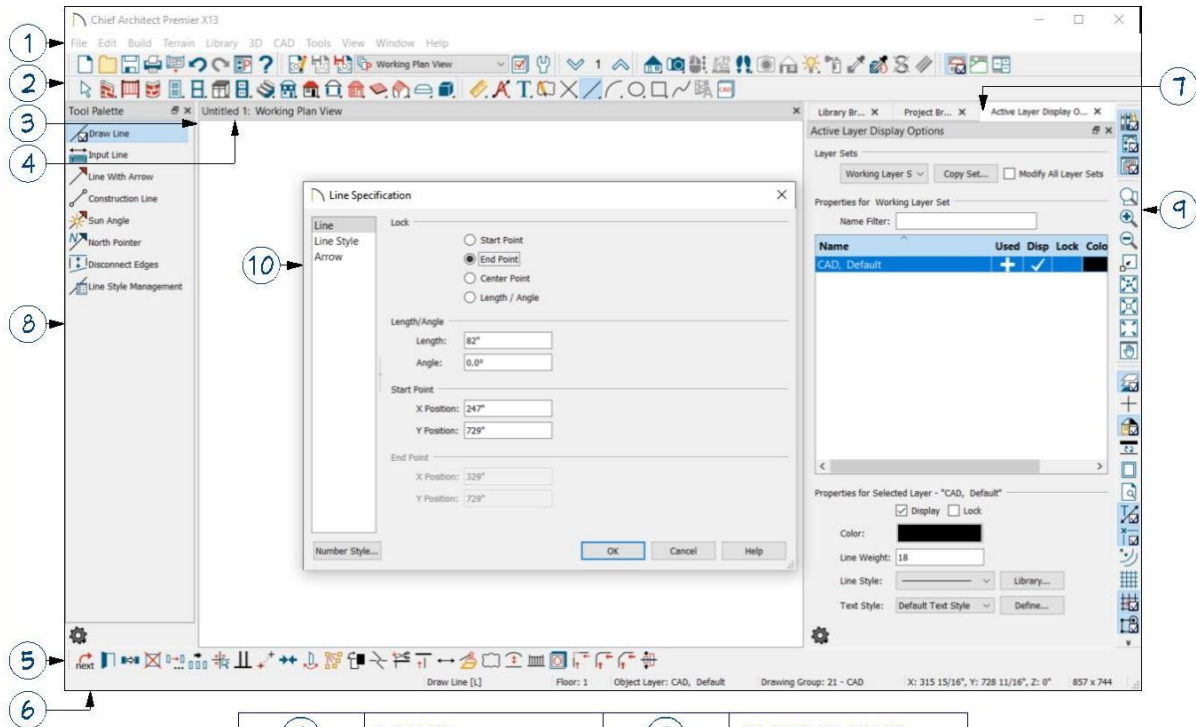 Chief Architect Premier X13
1
File Edit Build Terrain Library 3D CAD Tools View Window Help
Working Plan View
1
2
7
3
Tool Palette
Untitled 1: Working Plan View
Library Br...
Project Br...
Active Layer Display O...
4
Draw Line
Input Line
Line With Arrow
Construction Line
Sun Angle
North Pointer
Disconnect Edges
Line Style Management
8
10
Line Specification
Line
Line Style
Arrow
Lock
Start Point
End Point
Center Point
Length / Angle
Length/Angle
Length: 82"
Angle: 0.0°
Start Point
X Position: 247"
Y Position: 729"
End Point
X Position: 329"
Y Position: 729"
Number Style...
OK
Cancel
Help
Active Layer Display Options
Layer Sets
Working Layer S
Copy Set...
Modify All Layer Sets
Properties for Working Layer Set
Name Filter:
Name Used Disp Lock Colo
CAD, Default
Properties for Selected Layer - "CAD, Default"
Display
Lock
Color:
Line Weight: 18
Line Style:
Library...
Text Style: Default Text Style
Define...
9
5
next
Draw Line [L]
Floor: 1
Object Layer: CAD, Default
Drawing Group: 21 - CAD
X: 315 15/16", Y: 728 11/16", Z: 0"
857 x 744
6